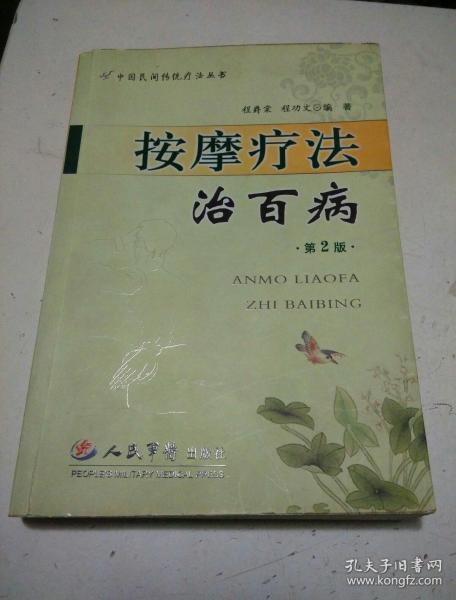 中国民间传统疗法丛书
程爵棠 程功文◎编 著
按摩疗法
治百病
·第2版·
ANMO LIAOFA
ZHI BAIBING
人民军医出版社
PEOPLE'S MILITARY MEDICAL PRESS
孔夫子旧书网
www.kongfz.com